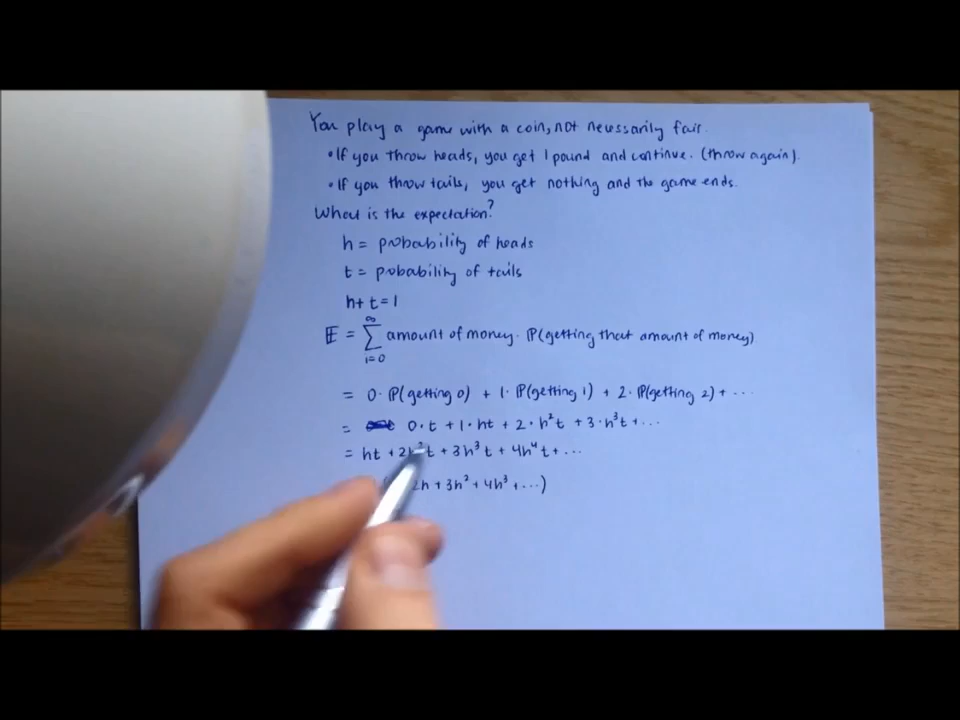 You play a game with a coin, not necessarily fair.
• If you throw heads, you get 1 pound and continue. (throw again).
• If you throw tails, you get nothing and the game ends.
What is the expectation?
h = probability of heads
t = probability of tails
h+t=1
𝔼 = ∑_{i=0}^{∞} amount of money · ℙ(getting that amount of money)
= 0·ℙ(getting 0) + 1·ℙ(getting 1) + 2·ℙ(getting 2) + ...
= 0·t + 1·ht + 2·h²t + 3·h³t + ...
= ht + 2h²t + 3h³t + 4h⁴t + ...
2h + 3h² + 4h³ + ...)